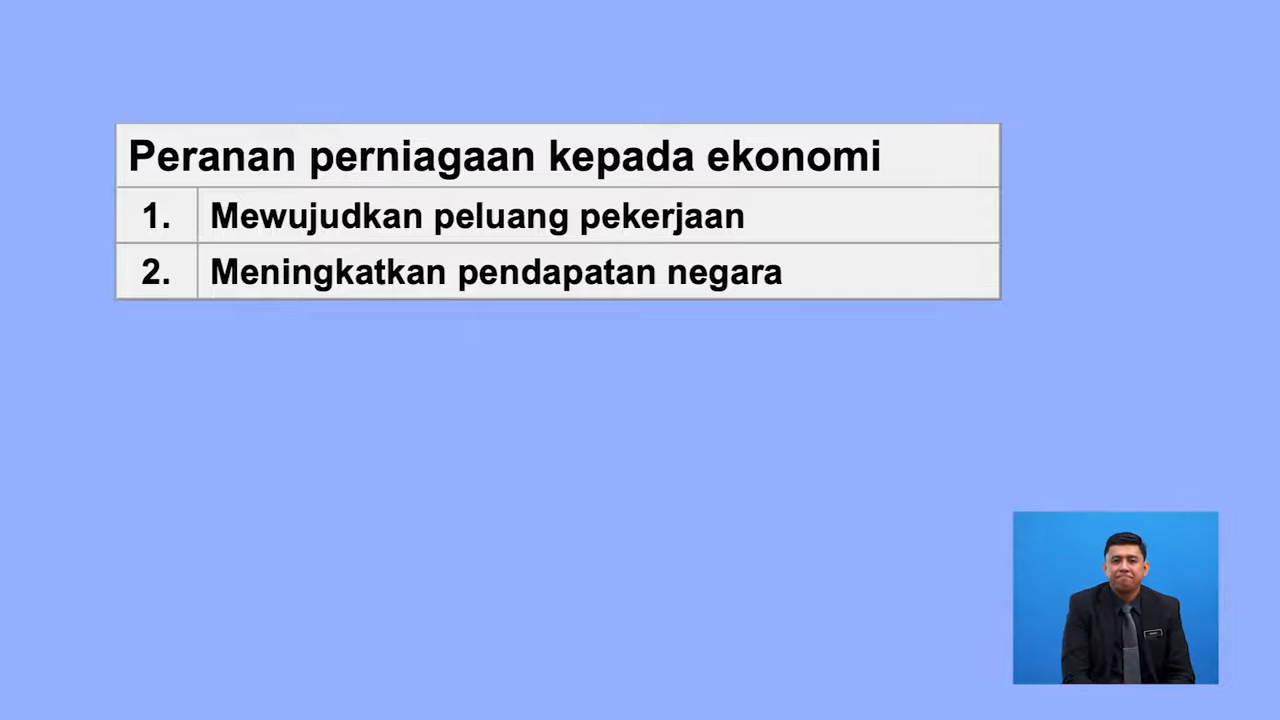 Peranan perniagaan kepada ekonomi
1. Mewujudkan peluang pekerjaan
2. Meningkatkan pendapatan negara